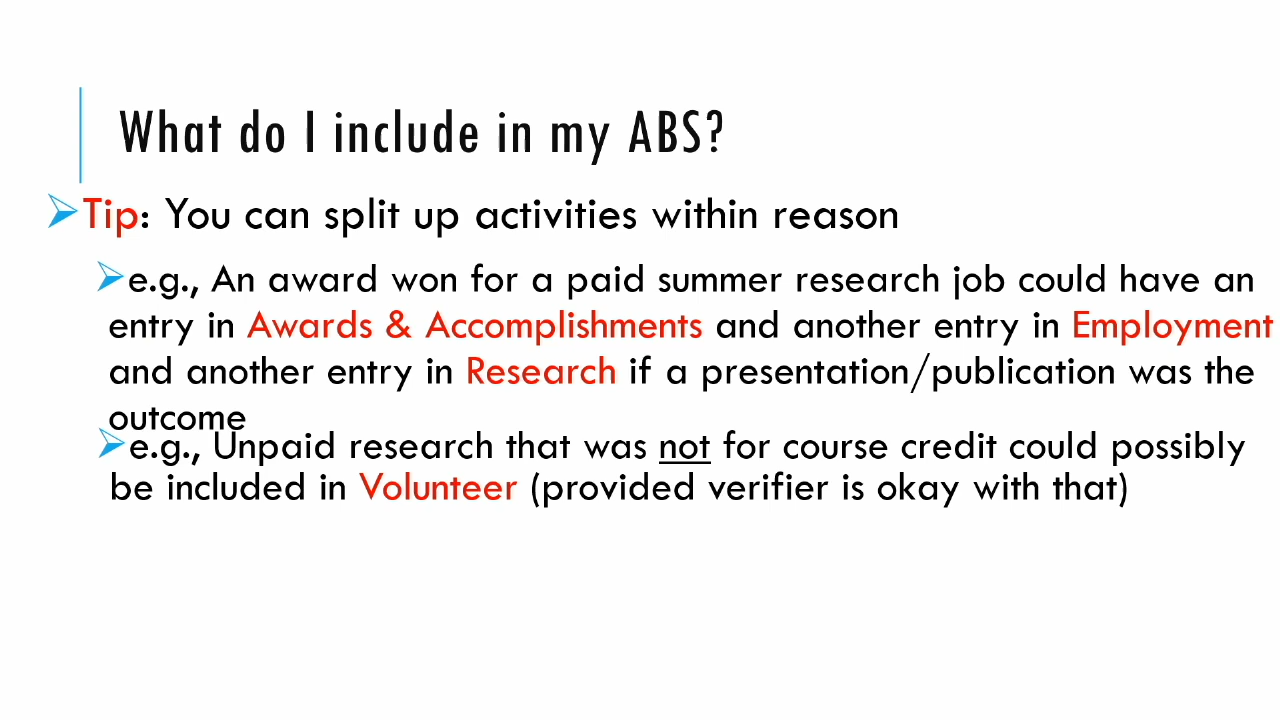 What do I include in my ABS?
Tip: You can split up activities within reason
e.g., An award won for a paid summer research job could have an
entry in Awards & Accomplishments and another entry in Employment
and another entry in Research if a presentation/publication was the
outcome
e.g., Unpaid research that was not for course credit could possibly
be included in Volunteer (provided verifier is okay with that)